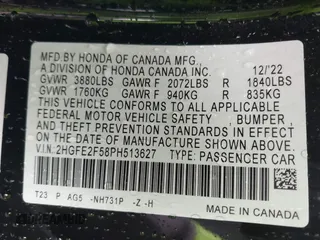 MFD BY HONDA OF CANADA MFG.,
A DIVISION OF HONDA CANADA INC. 12/'22
GVWR 3880LBS GAWR F 2072LBS R 1840LBS
GVWR 1760KG GAWR F 940KG R 835KG
THIS VEHICLE CONFORMS TO ALL APPLICABLE
FEDERAL MOTOR VEHICLE SAFETY , BUMPER ,
AND THEFT PREVENTION STANDARDS IN EFFECT
ON DATE OF MANUFACTURE SHOWN ABOVE.
V.I.N: 2HGFE2F58PH513627 TYPE: PASSENGER CAR
T23 P AG5 -NH731P -Z -H
MADE IN CANADA